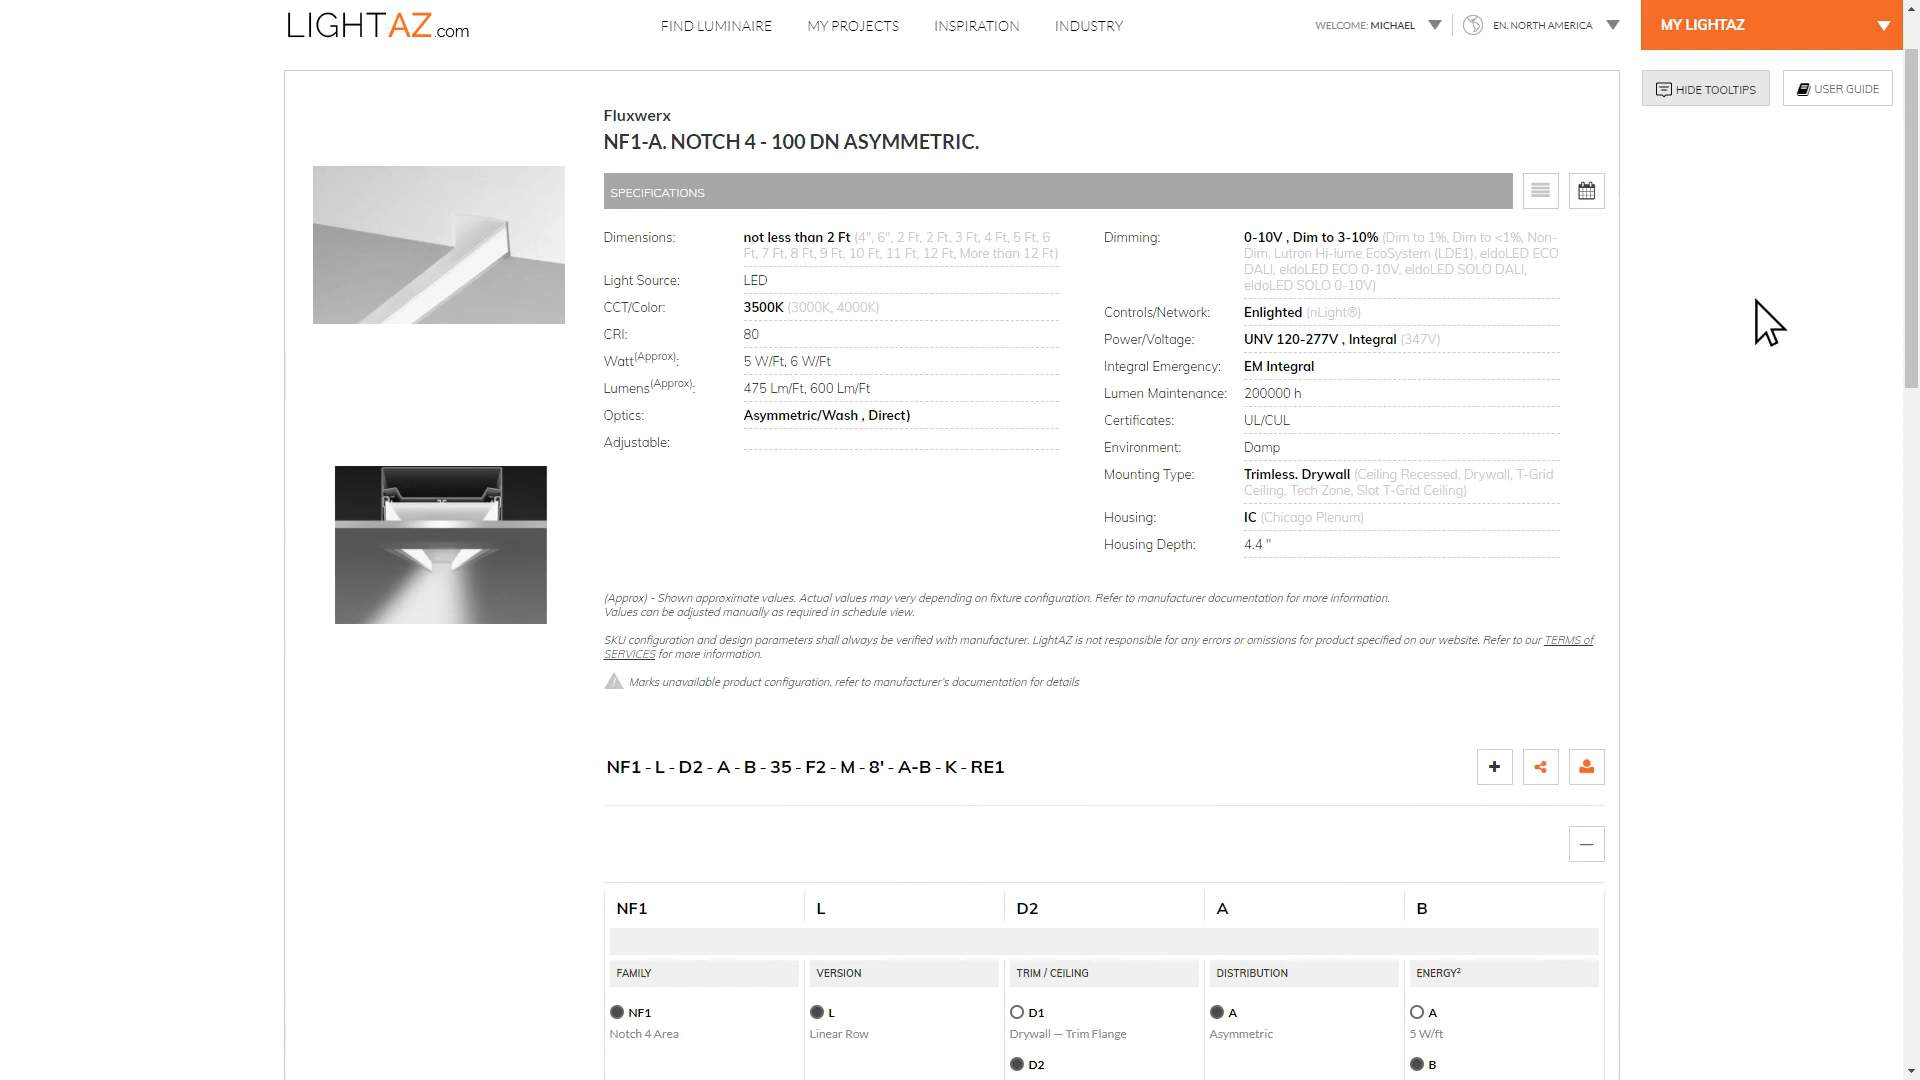 LIGHTAZ.com
FIND LUMINAIRE
MY PROJECTS
INSPIRATION
INDUSTRY
WELCOME: MICHAEL
EN. NORTH AMERICA
MY LIGHTAZ
HIDE TOOLTIPS
USER GUIDE
Fluxwerx
NF1-A. NOTCH 4 - 100 DN ASYMMETRIC.
SPECIFICATIONS
Dimensions: not less than 2 Ft (4", 6", 2 Ft, 2 Ft, 3 Ft, 4 Ft, 5 Ft, 6
Ft, 7 Ft, 8 Ft, 9 Ft, 10 Ft, 11 Ft, 12 Ft, More than 12 Ft)
Light Source: LED
CCT/Color: 3500K (3000K, 4000K)
CRI: 80
Watt(Approx): 5 W/Ft, 6 W/Ft
Lumens(Approx): 475 Lm/Ft, 600 Lm/Ft
Optics: Asymmetric/Wash , Direct)
Adjustable:
Dimming: 0-10V , Dim to 3-10% (Dim to 1%, Dim to <1%, Non-
Dim, Lutron Hi-lume EcoSystem (LDE1), eldoLED ECO
DALI, eldoLED ECO 0-10V, eldoLED SOLO DALI,
eldoLED SOLO 0-10V)
Controls/Network: Enlighted (nLight®)
Power/Voltage: UNV 120-277V , Integral (347V)
Integral Emergency: EM Integral
Lumen Maintenance: 200000 h
Certificates: UL/CUL
Environment: Damp
Mounting Type: Trimless. Drywall (Ceiling Recessed, Drywall, T-Grid
Ceiling, Tech Zone, Slot T-Grid Ceiling)
Housing: IC (Chicago Plenum)
Housing Depth: 4.4 "
(Approx) - Shown approximate values. Actual values may very depending on fixture configuration. Refer to manufacturer documentation for more information.
Values can be adjusted manually as required in schedule view.
SKU configuration and design parameters shall always be verified with manufacturer. LightAZ is not responsible for any errors or omissions for product specified on our website. Refer to our TERMS of
SERVICES for more information.
Marks unavailable product configuration, refer to manufacturer's documentation for details
NF1 - L - D2 - A - B - 35 - F2 - M - 8' - A-B - K - RE1
NF1 L D2 A B
FAMILY VERSION TRIM / CEILING DISTRIBUTION ENERGY²
NF1 L D1 A A
Notch 4 Area Linear Row Drywall — Trim Flange Asymmetric 5 W/ft
D2 B